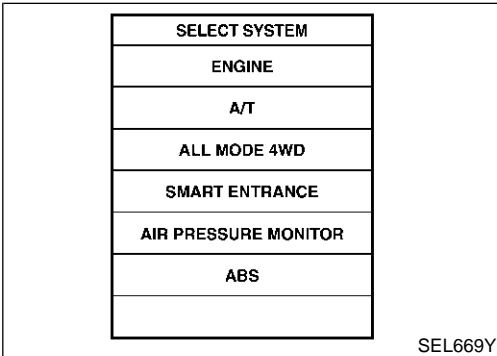 SELECT SYSTEM
ENGINE
A/T
ALL MODE 4WD
SMART ENTRANCE
AIR PRESSURE MONITOR
ABS
SEL669Y